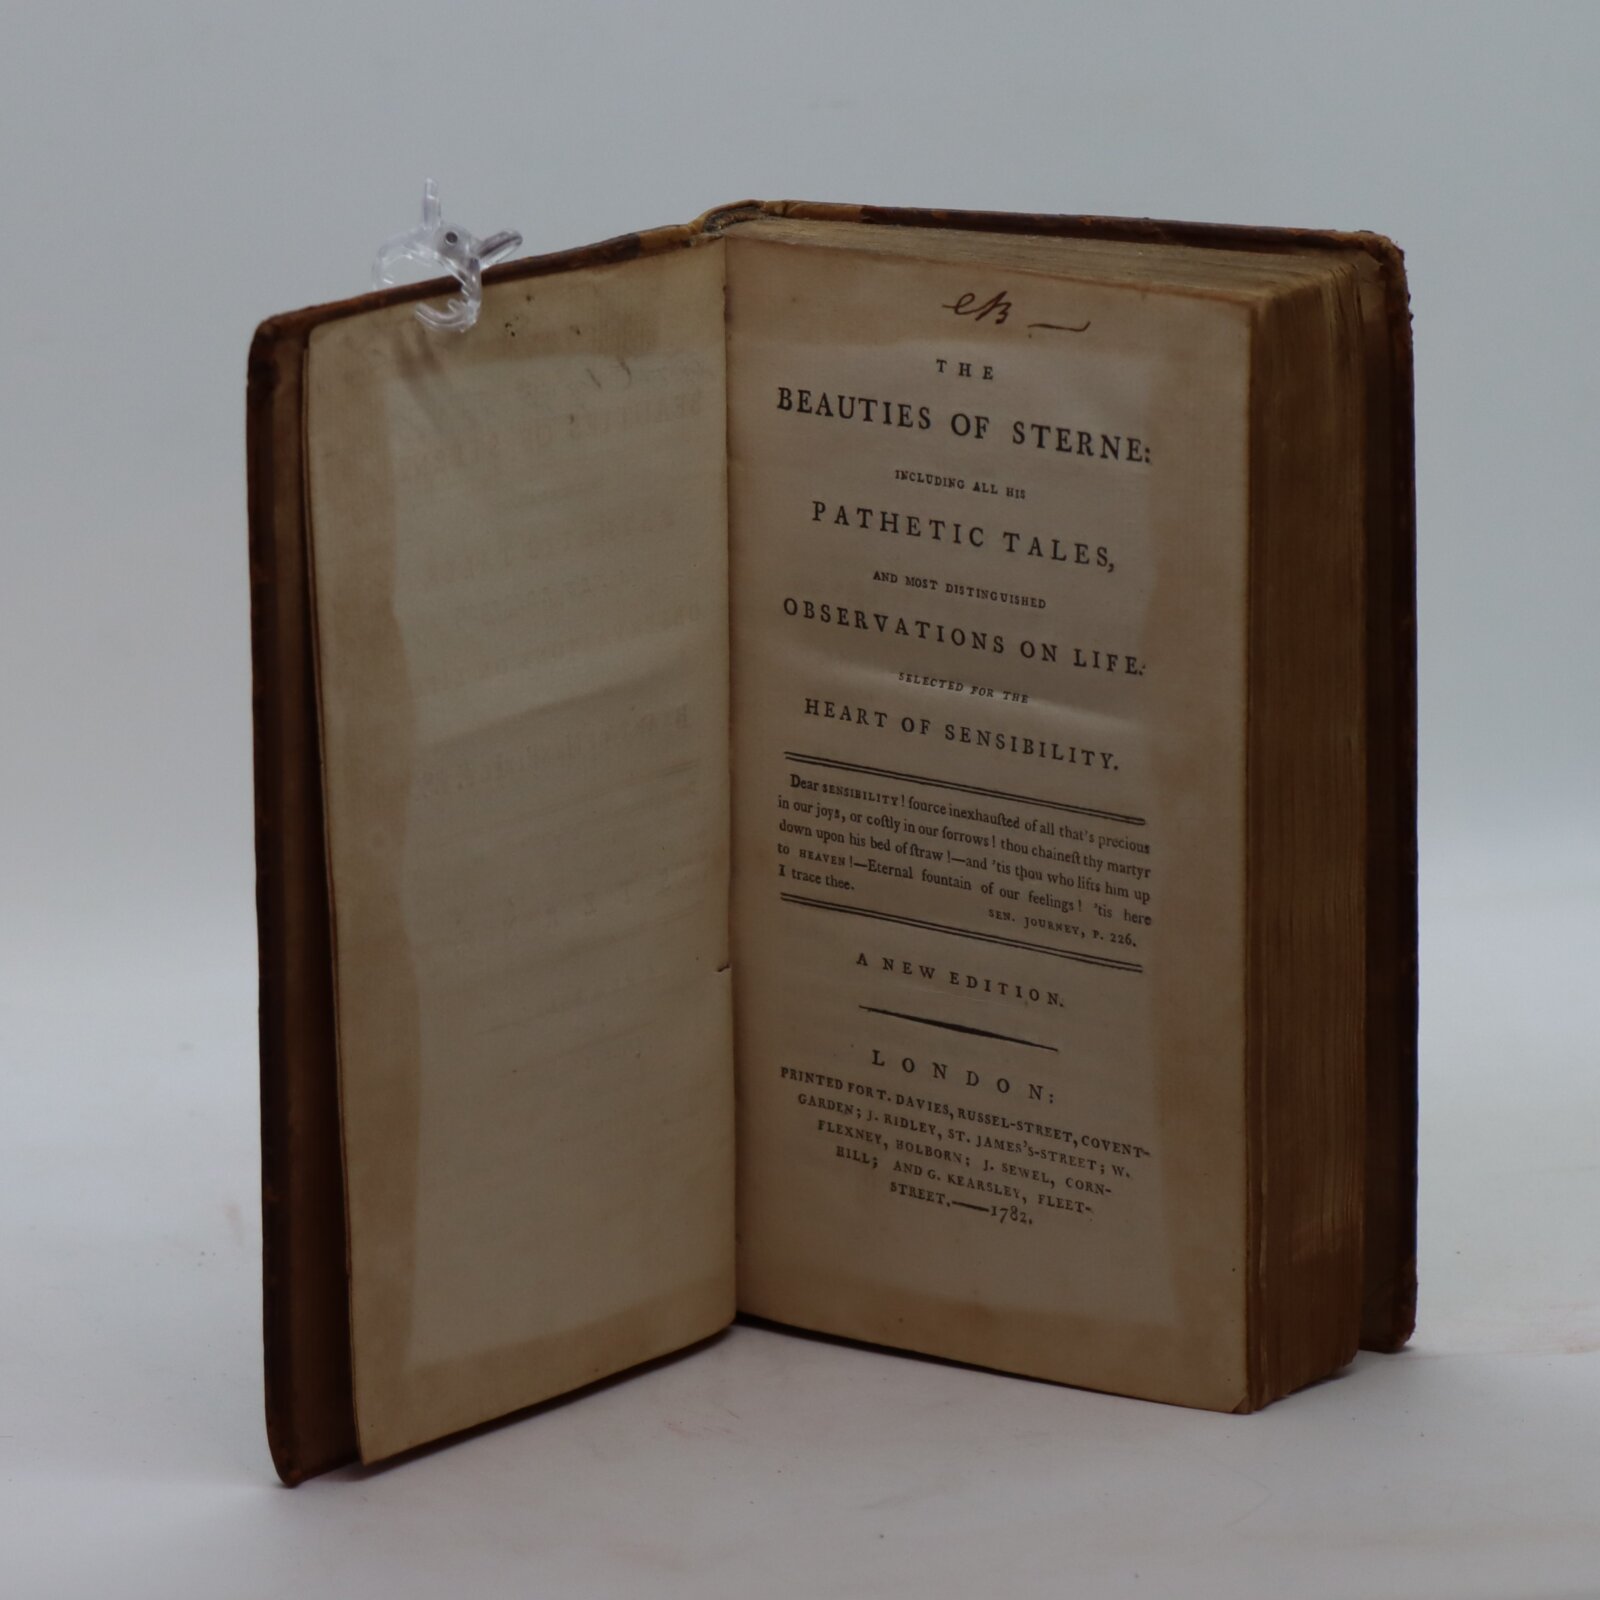 THE
BEAUTIES OF STERNE:
INCLUDING ALL HIS
PATHETIC TALES,
AND MOST DISTINGUISHED
OBSERVATIONS ON LIFE.
SELECTED FOR THE
HEART OF SENSIBILITY.
Dear SENSIBILITY! ſource inexhauſted of all that's precious
in our joys, or coſtly in our ſorrows! thou chaineſt thy martyr
down upon his bed of ſtraw!—and 'tis thou who lifts him up
to HEAVEN!—Eternal fountain of our feelings! 'tis here
I trace thee.
SEN. JOURNEY, P. 226.
A NEW EDITION.
LONDON:
PRINTED FOR T. DAVIES, RUSSEL-STREET, COVENT-
GARDEN; J. RIDLEY, ST. JAMES'S-STREET; W.
FLEXNEY, HOLBORN; J. SEWEL, CORN-
HILL; AND G. KEARSLEY, FLEET-
STREET.—1782.